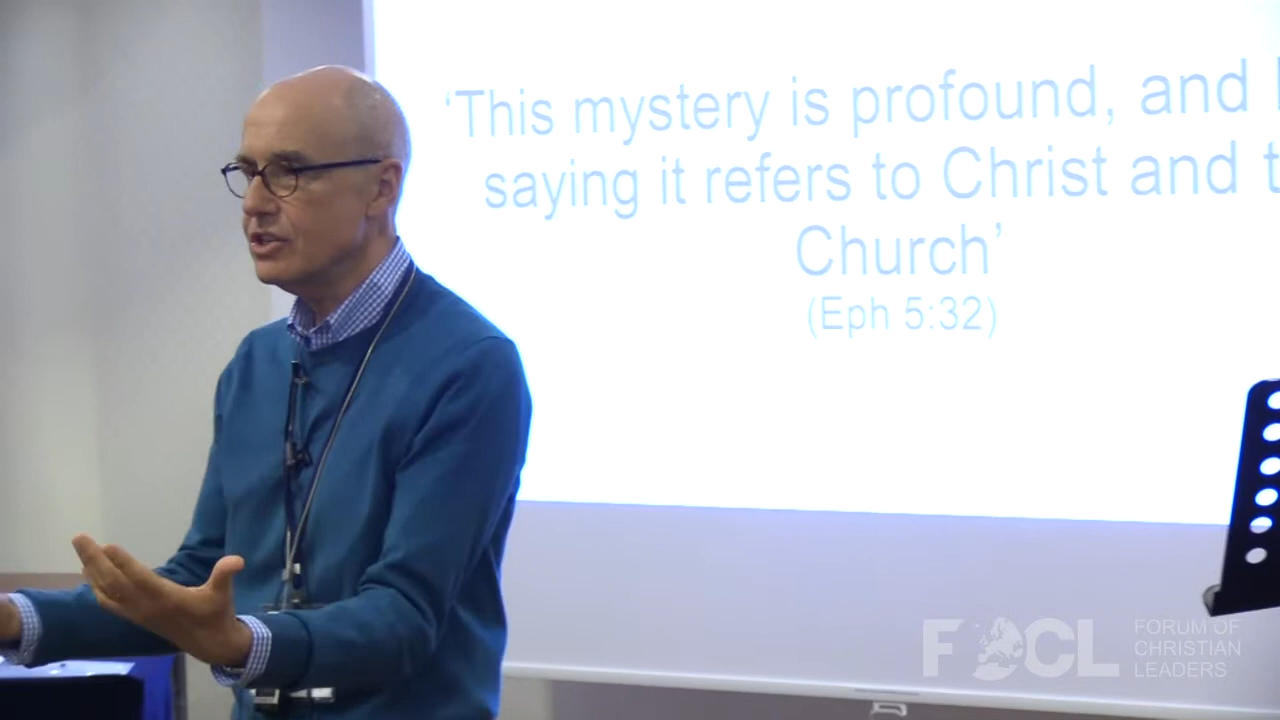 ‘This mystery is profound, and I
saying it refers to Christ and t
Church’
(Eph 5:32)
FOCL
FORUM OF
CHRISTIAN
LEADERS